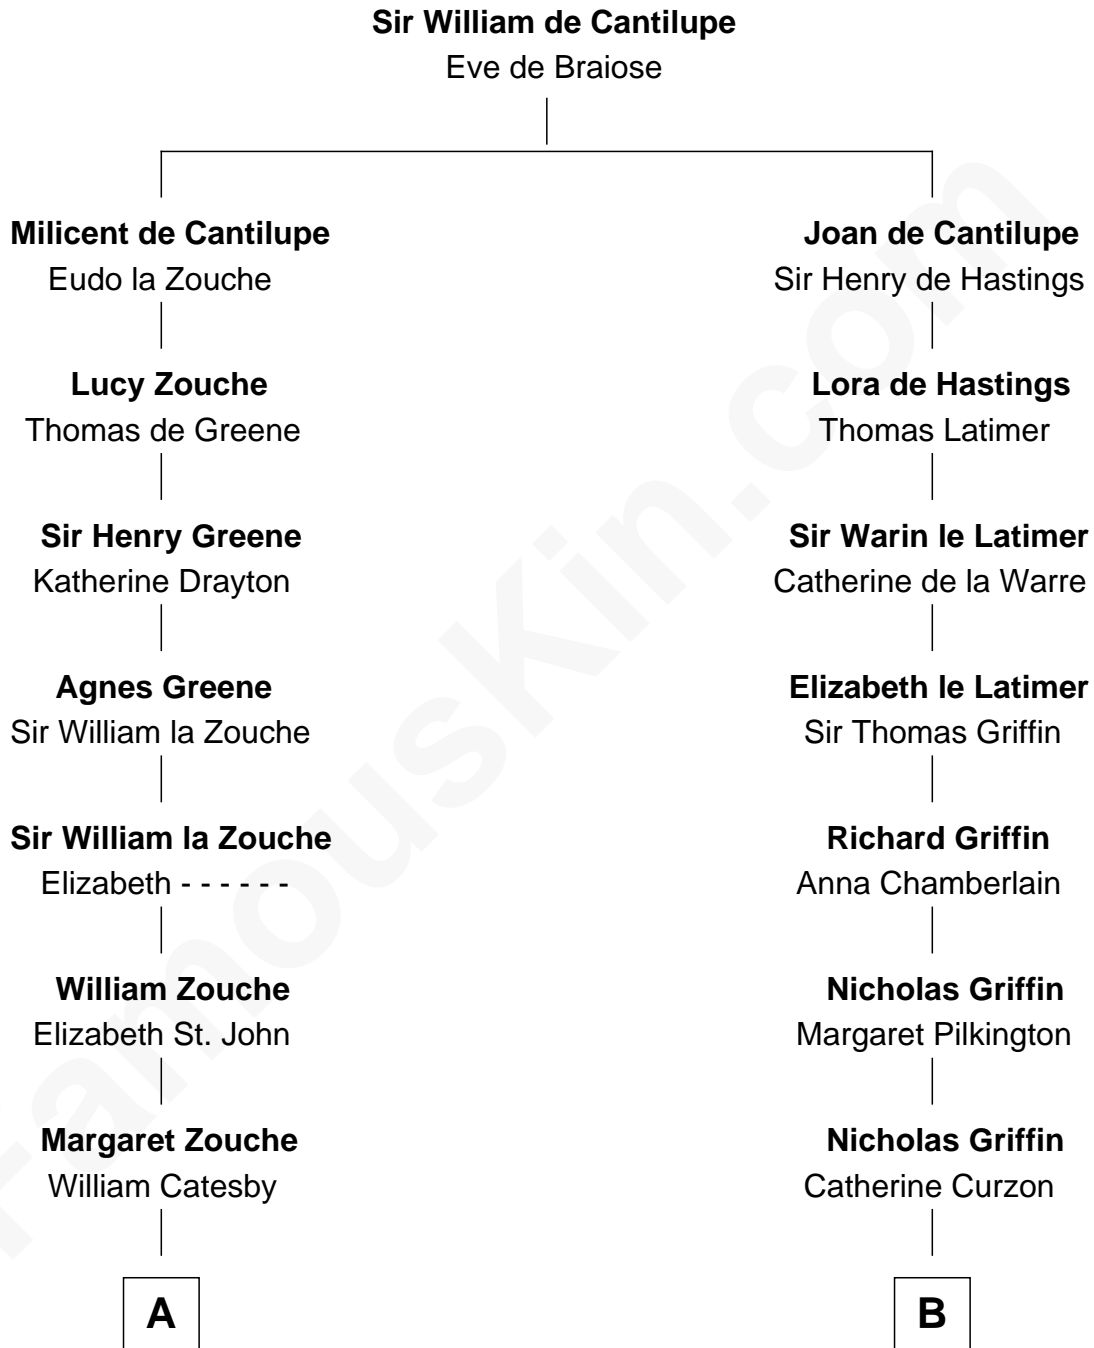 Sir William de Cantilupe
Eve de Braiose
Milicent de Cantilupe
Eudo la Zouche
Joan de Cantilupe
Sir Henry de Hastings
Lucy Zouche
Thomas de Greene
Lora de Hastings
Thomas Latimer
Sir Henry Greene
Katherine Drayton
Sir Warin le Latimer
Catherine de la Warre
Agnes Greene
Sir William la Zouche
Elizabeth le Latimer
Sir Thomas Griffin
Sir William la Zouche
Elizabeth - - - - - -
Richard Griffin
Anna Chamberlain
William Zouche
Elizabeth St. John
Nicholas Griffin
Margaret Pilkington
Margaret Zouche
William Catesby
Nicholas Griffin
Catherine Curzon
A
B
FamousKin.com